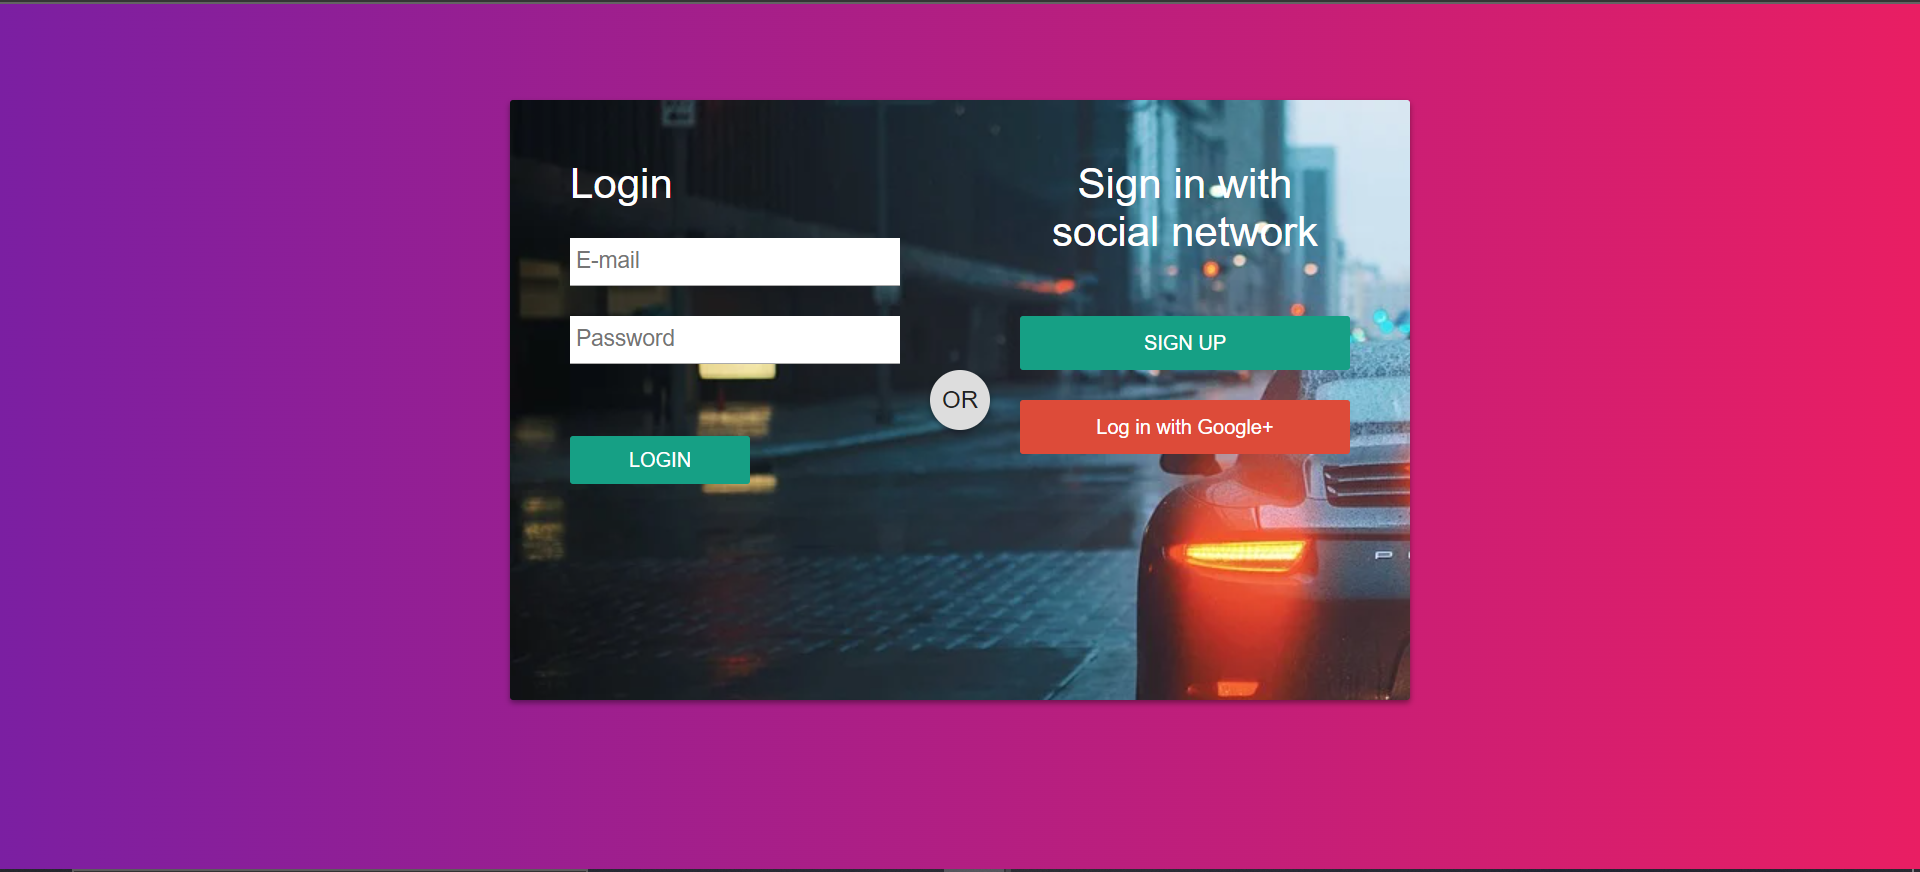 Login
E-mail
Password
LOGIN
OR
Sign in with
social network
SIGN UP
Log in with Google+